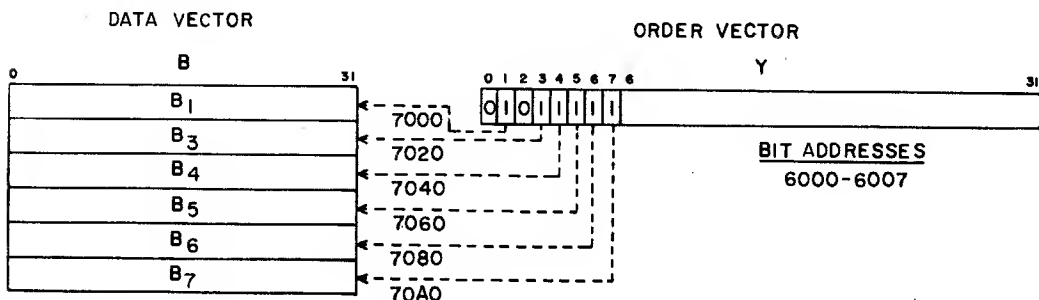 DATA VECTOR
B
0 31
B1
B3
B4
B5
B6
B7
7000
7020
7040
7060
7080
70A0
ORDER VECTOR
Y
0 1 2 3 4 5 6 7 6 31
0 1 0 1 1 1 1 1
BIT ADDRESSES
6000-6007